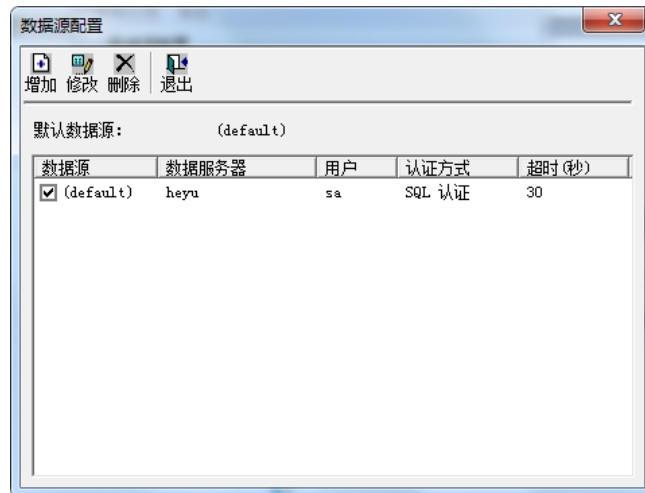 数据源配置
增加 修改 删除 退出
默认数据源: (default)
数据源 数据服务器 用户 认证方式 超时(秒)
(default) heyu sa SQL 认证 30